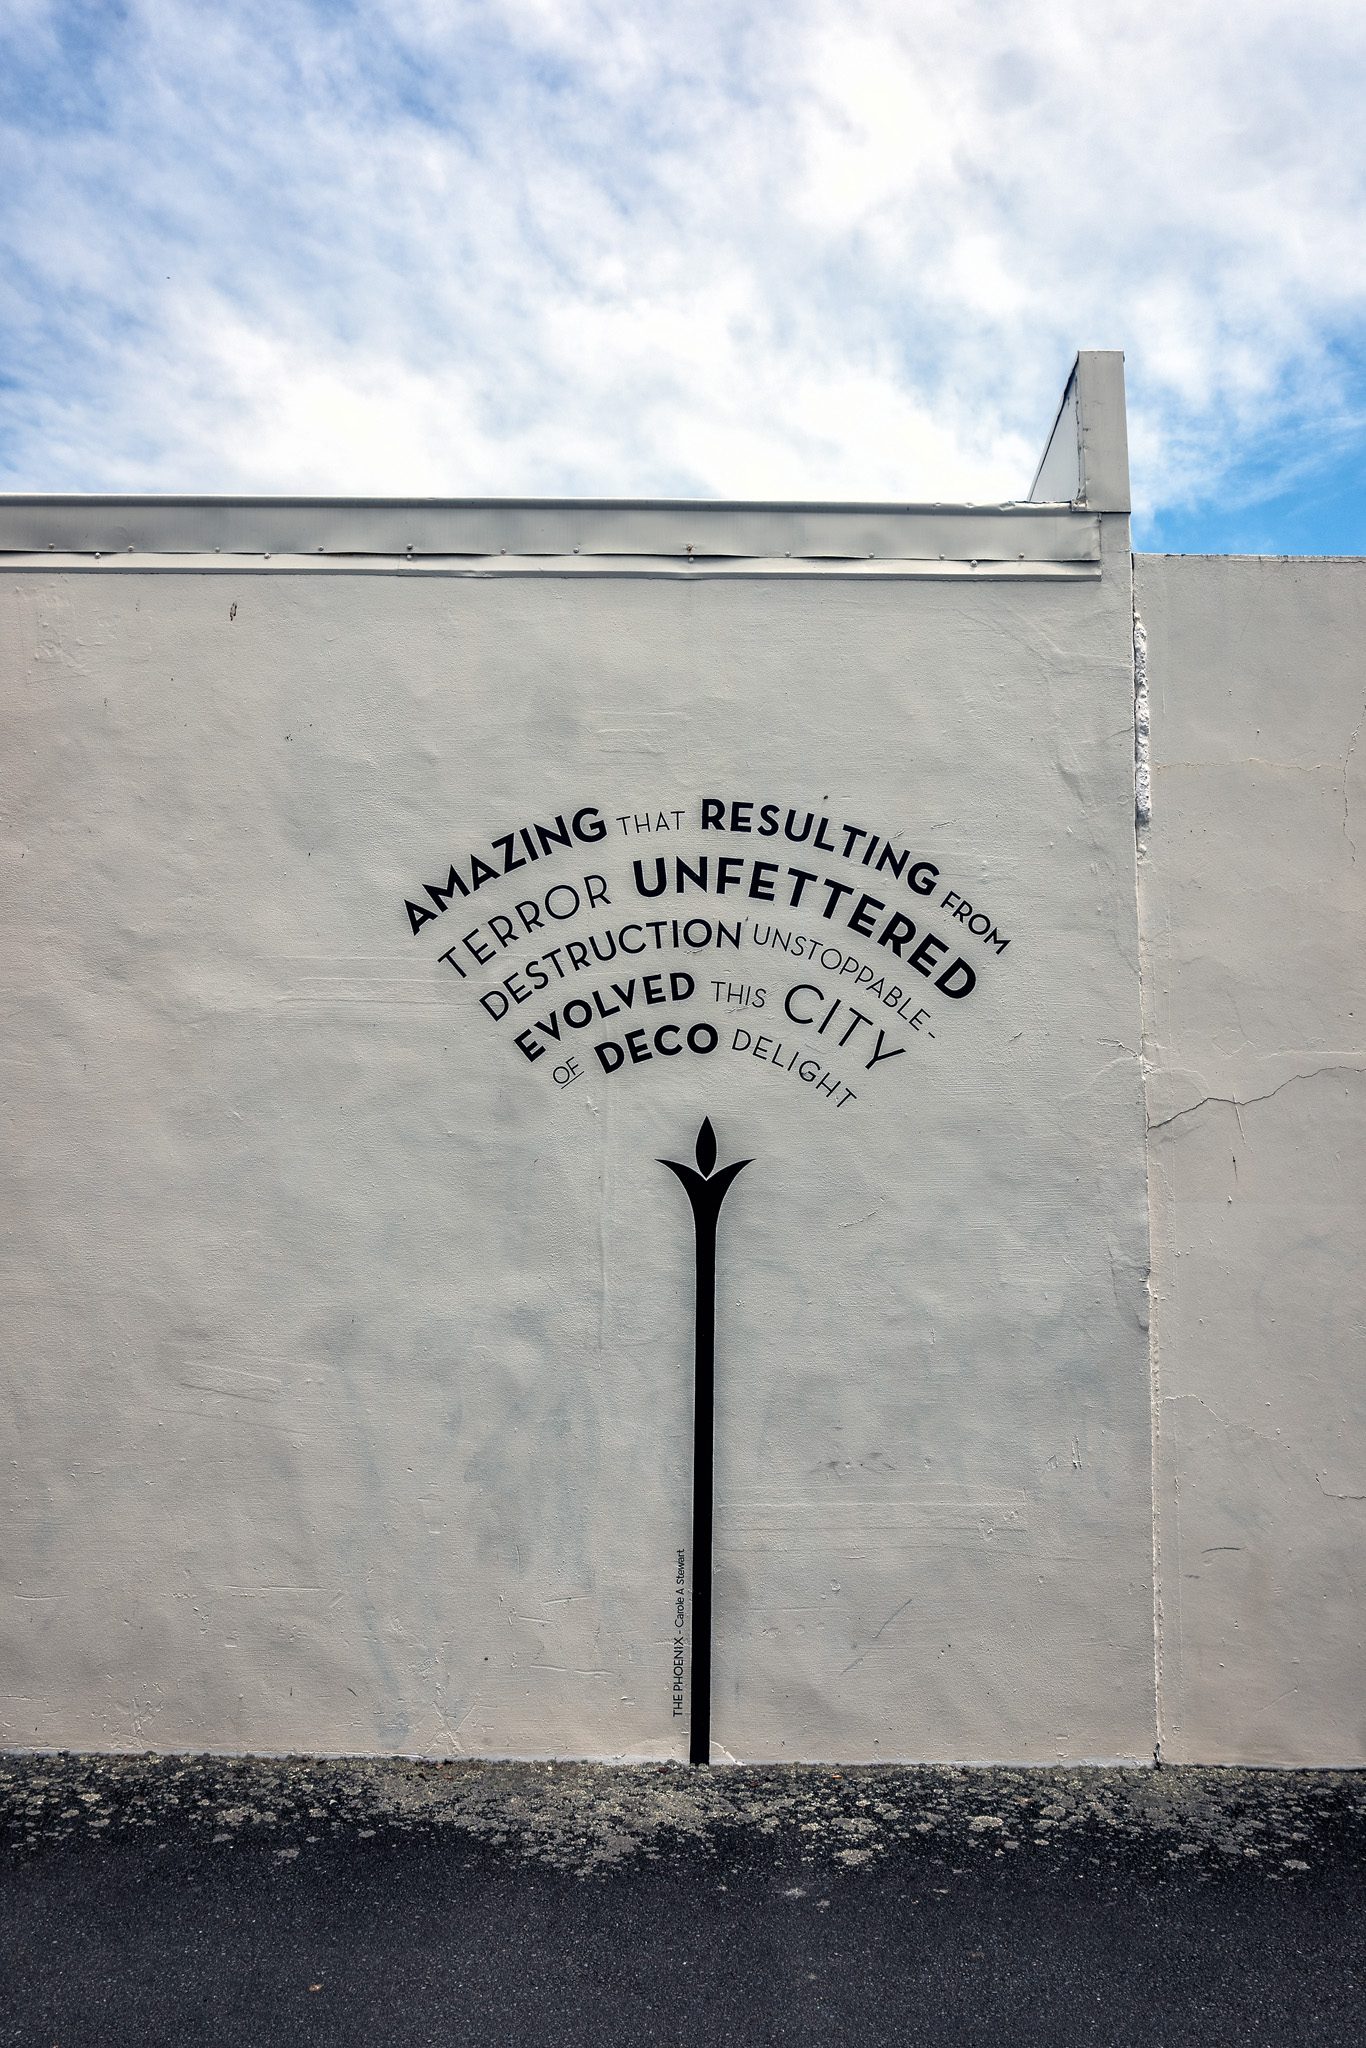 AMAZING THAT RESULTING FROM
TERROR UNFETTERED
DESTRUCTION UNSTOPPABLE -
EVOLVED THIS CITY
OF DECO DELIGHT
THE PHOENIX - Carole A Stewart